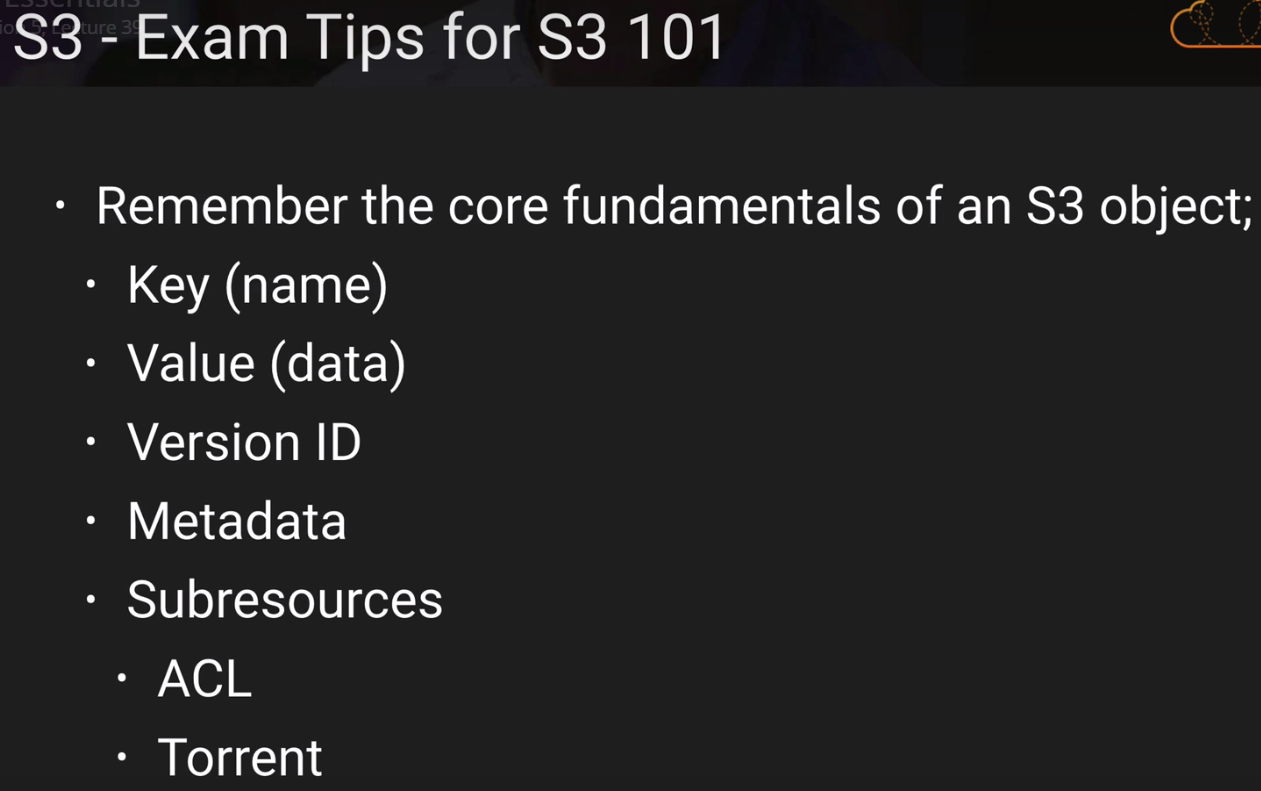 Essentials
S3 - Exam Tips for S3 101
• Remember the core fundamentals of an S3 object;
• Key (name)
• Value (data)
• Version ID
• Metadata
• Subresources
• ACL
• Torrent